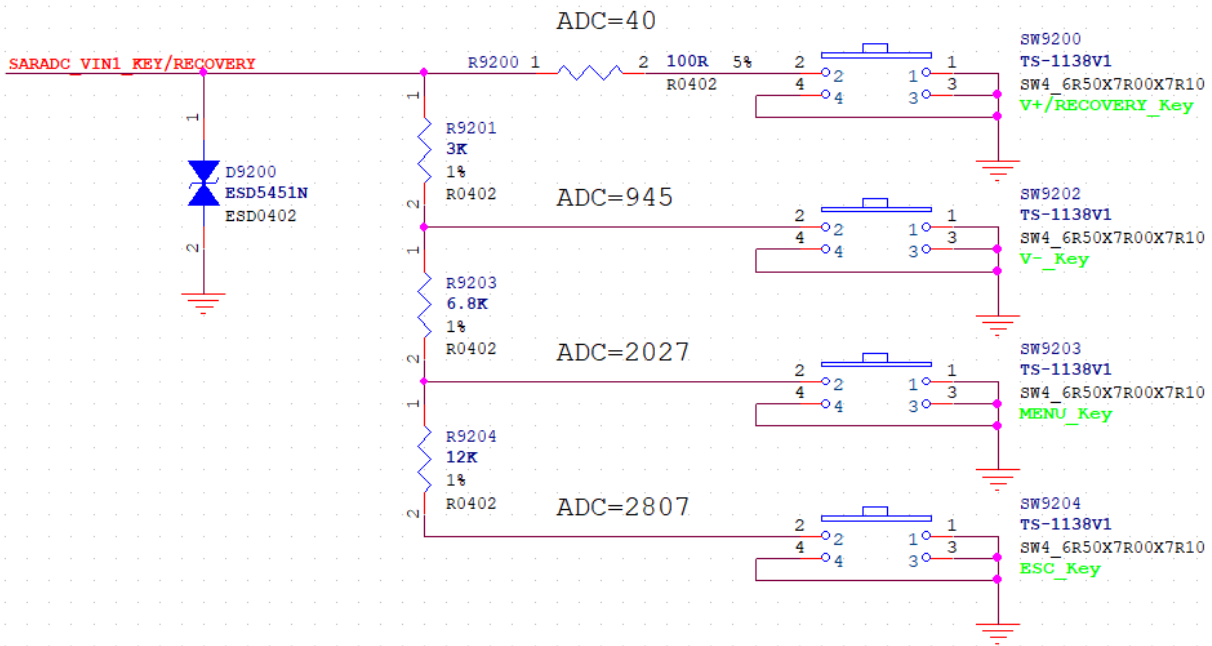 ADC=40
SARADC_VIN1_KEY/RECOVERY
R9200 1 2 100R 5%
R0402
2 2 1 1
4 4 3 3
SW9200
TS-1138V1
SW4_6R50X7R00X7R10
V+/RECOVERY_Key
1
R9201
3K
1%
R0402
2
1
D9200
ESD5451N
ESD0402
2
ADC=945
2 2 1 1
4 4 3 3
SW9202
TS-1138V1
SW4_6R50X7R00X7R10
V-_Key
1
R9203
6.8K
1%
R0402
2
ADC=2027
2 2 1 1
4 4 3 3
SW9203
TS-1138V1
SW4_6R50X7R00X7R10
MENU_Key
1
R9204
12K
1%
R0402
2
ADC=2807
2 2 1 1
4 4 3 3
SW9204
TS-1138V1
SW4_6R50X7R00X7R10
ESC_Key